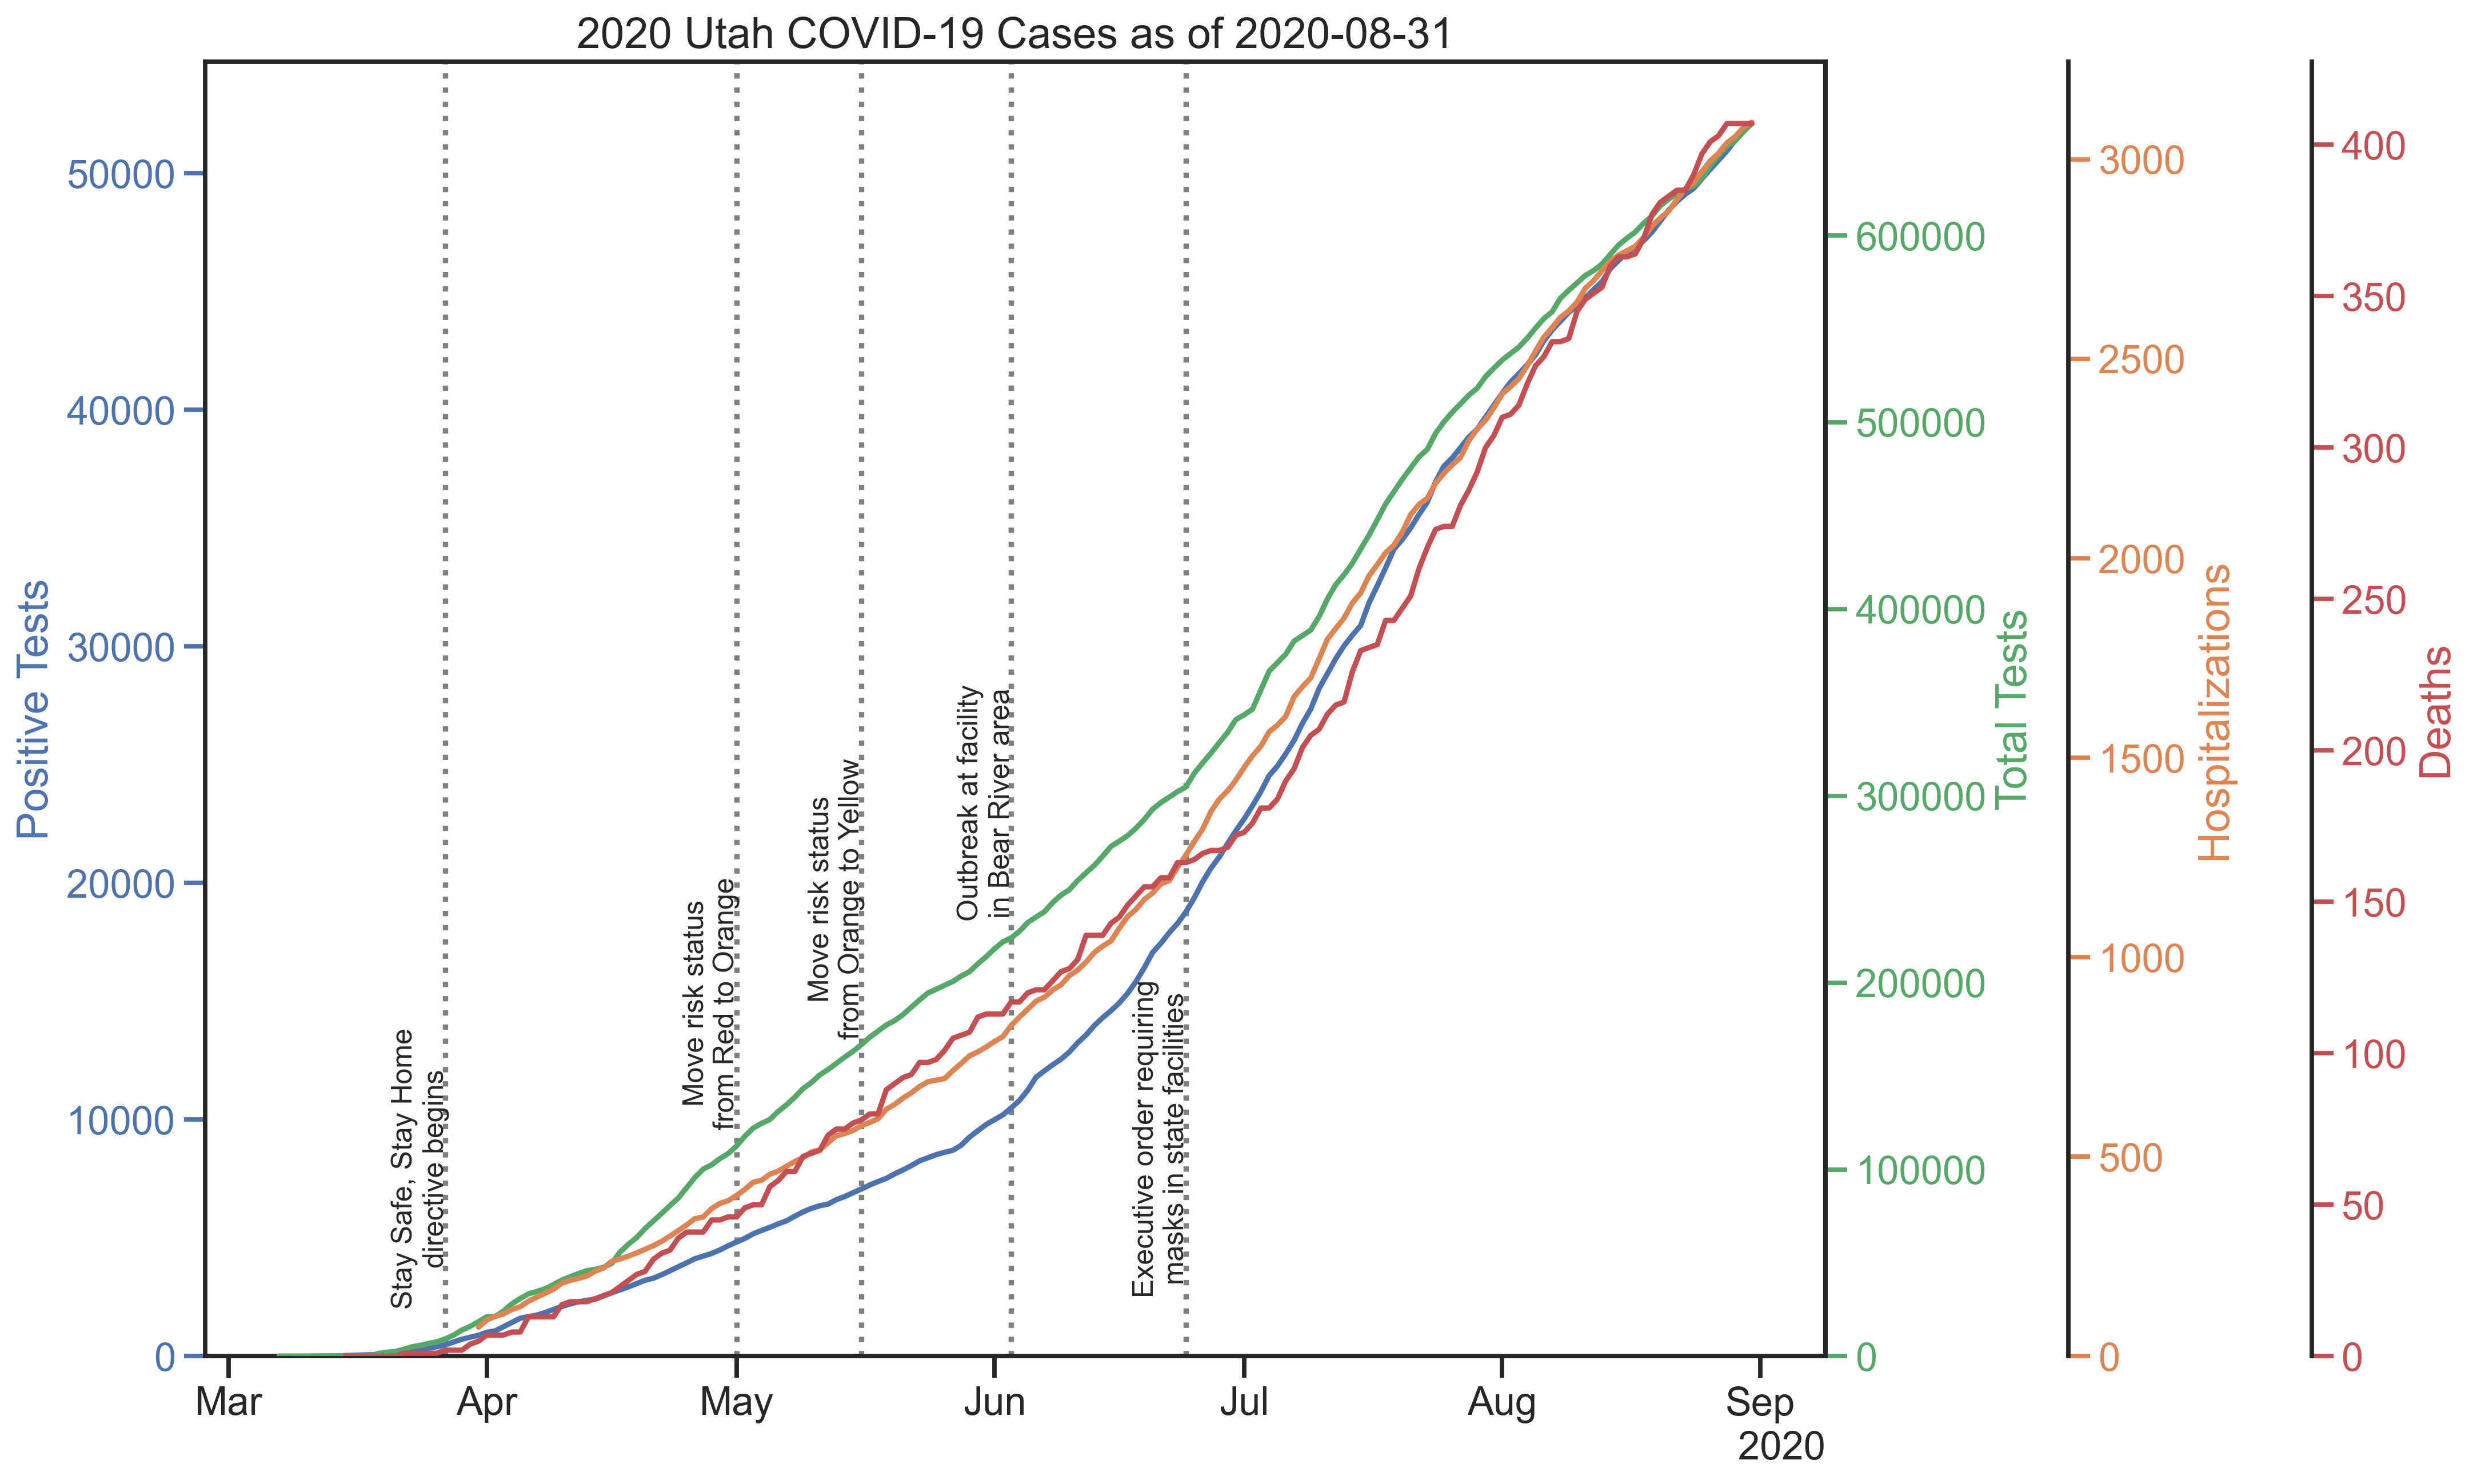 2020 Utah COVID-19 Cases as of 2020-08-31
Positive Tests
50000
40000
30000
20000
10000
0
Stay Safe, Stay Home
directive begins
Move risk status
from Red to Orange
Move risk status
from Orange to Yellow
Outbreak at facility
in Bear River area
Executive order requiring
masks in state facilities
600000
500000
400000
300000
200000
100000
0
Total Tests
3000
2500
2000
1500
1000
500
0
Hospitalizations
400
350
300
250
200
150
100
50
0
Deaths
Mar Apr May Jun Jul Aug Sep
2020